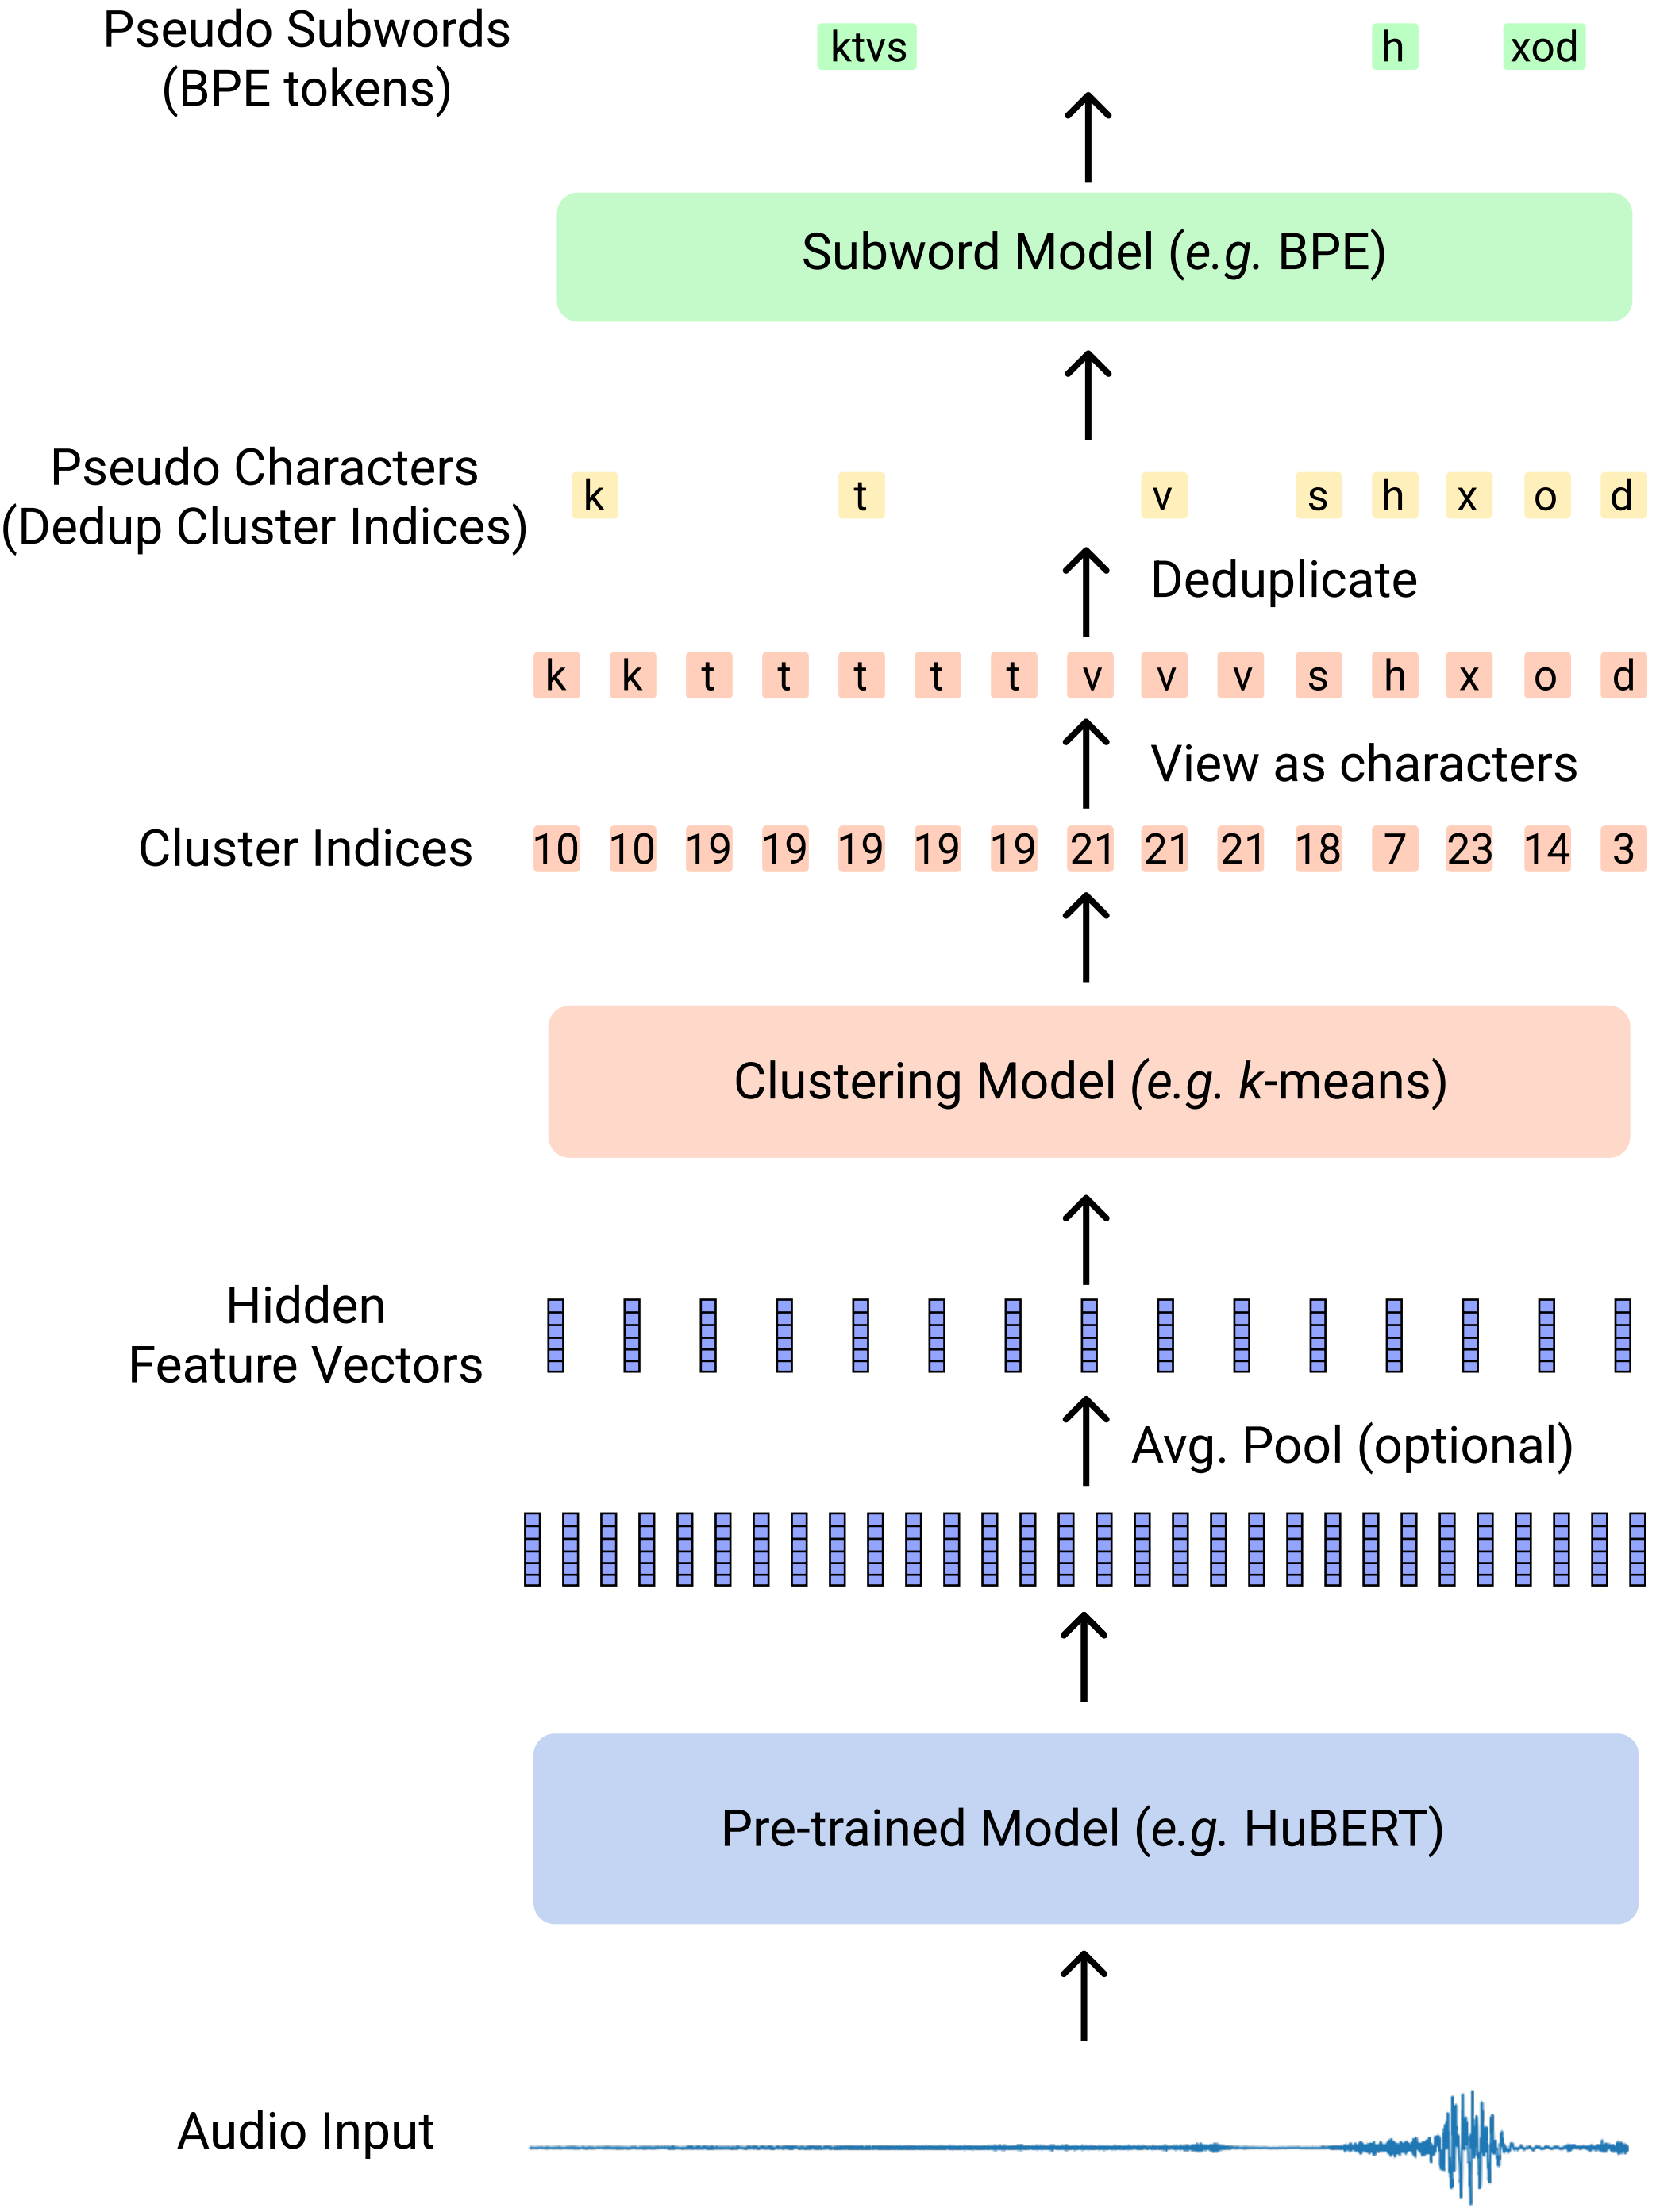 Pseudo Subwords
(BPE tokens)
ktvs h xod
Subword Model (e.g. BPE)
Pseudo Characters
(Dedup Cluster Indices)
k t v s h x o d
Deduplicate
k k t t t t t v v v s h x o d
View as characters
Cluster Indices
10 10 19 19 19 19 19 21 21 21 18 7 23 14 3
Clustering Model (e.g. k-means)
Hidden
Feature Vectors
Avg. Pool (optional)
Pre-trained Model (e.g. HuBERT)
Audio Input